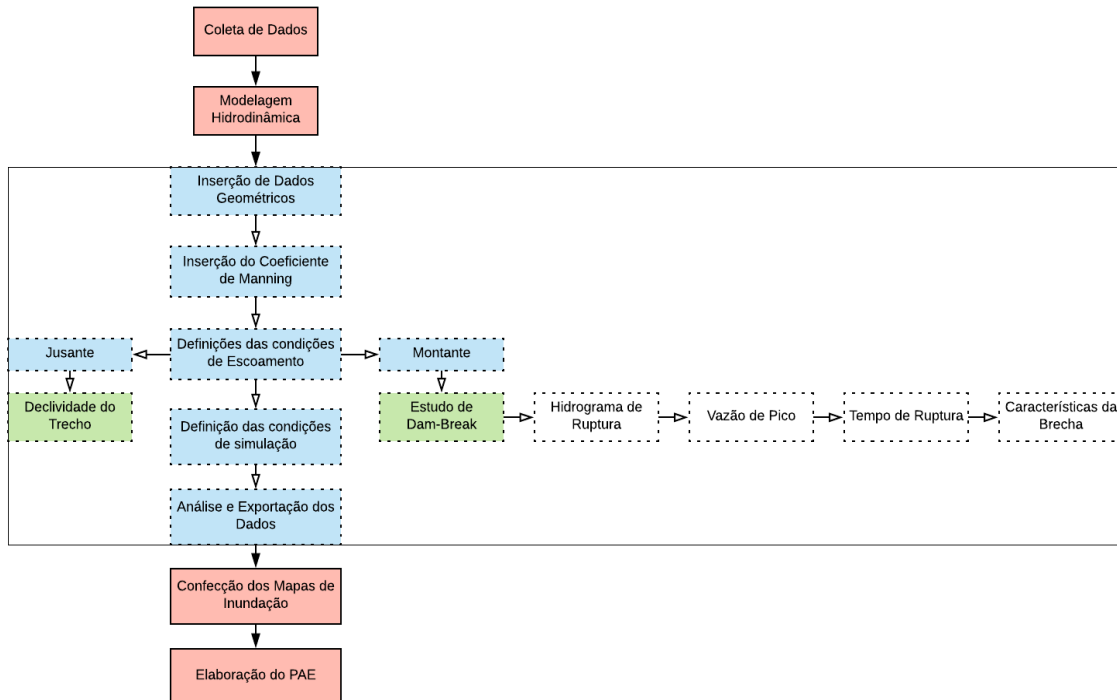 Coleta de Dados
Modelagem
Hidrodinâmica
Inserção de Dados
Geométricos
Inserção do Coeficiente
de Manning
Jusante
Definições das condições
de Escoamento
Montante
Declividade do
Trecho
Definição das condições
de simulação
Estudo de
Dam-Break
Hidrograma de
Ruptura
Vazão de Pico
Tempo de Ruptura
Características da
Brecha
Análise e Exportação dos
Dados
Confecção dos Mapas de
Inundação
Elaboração do PAE